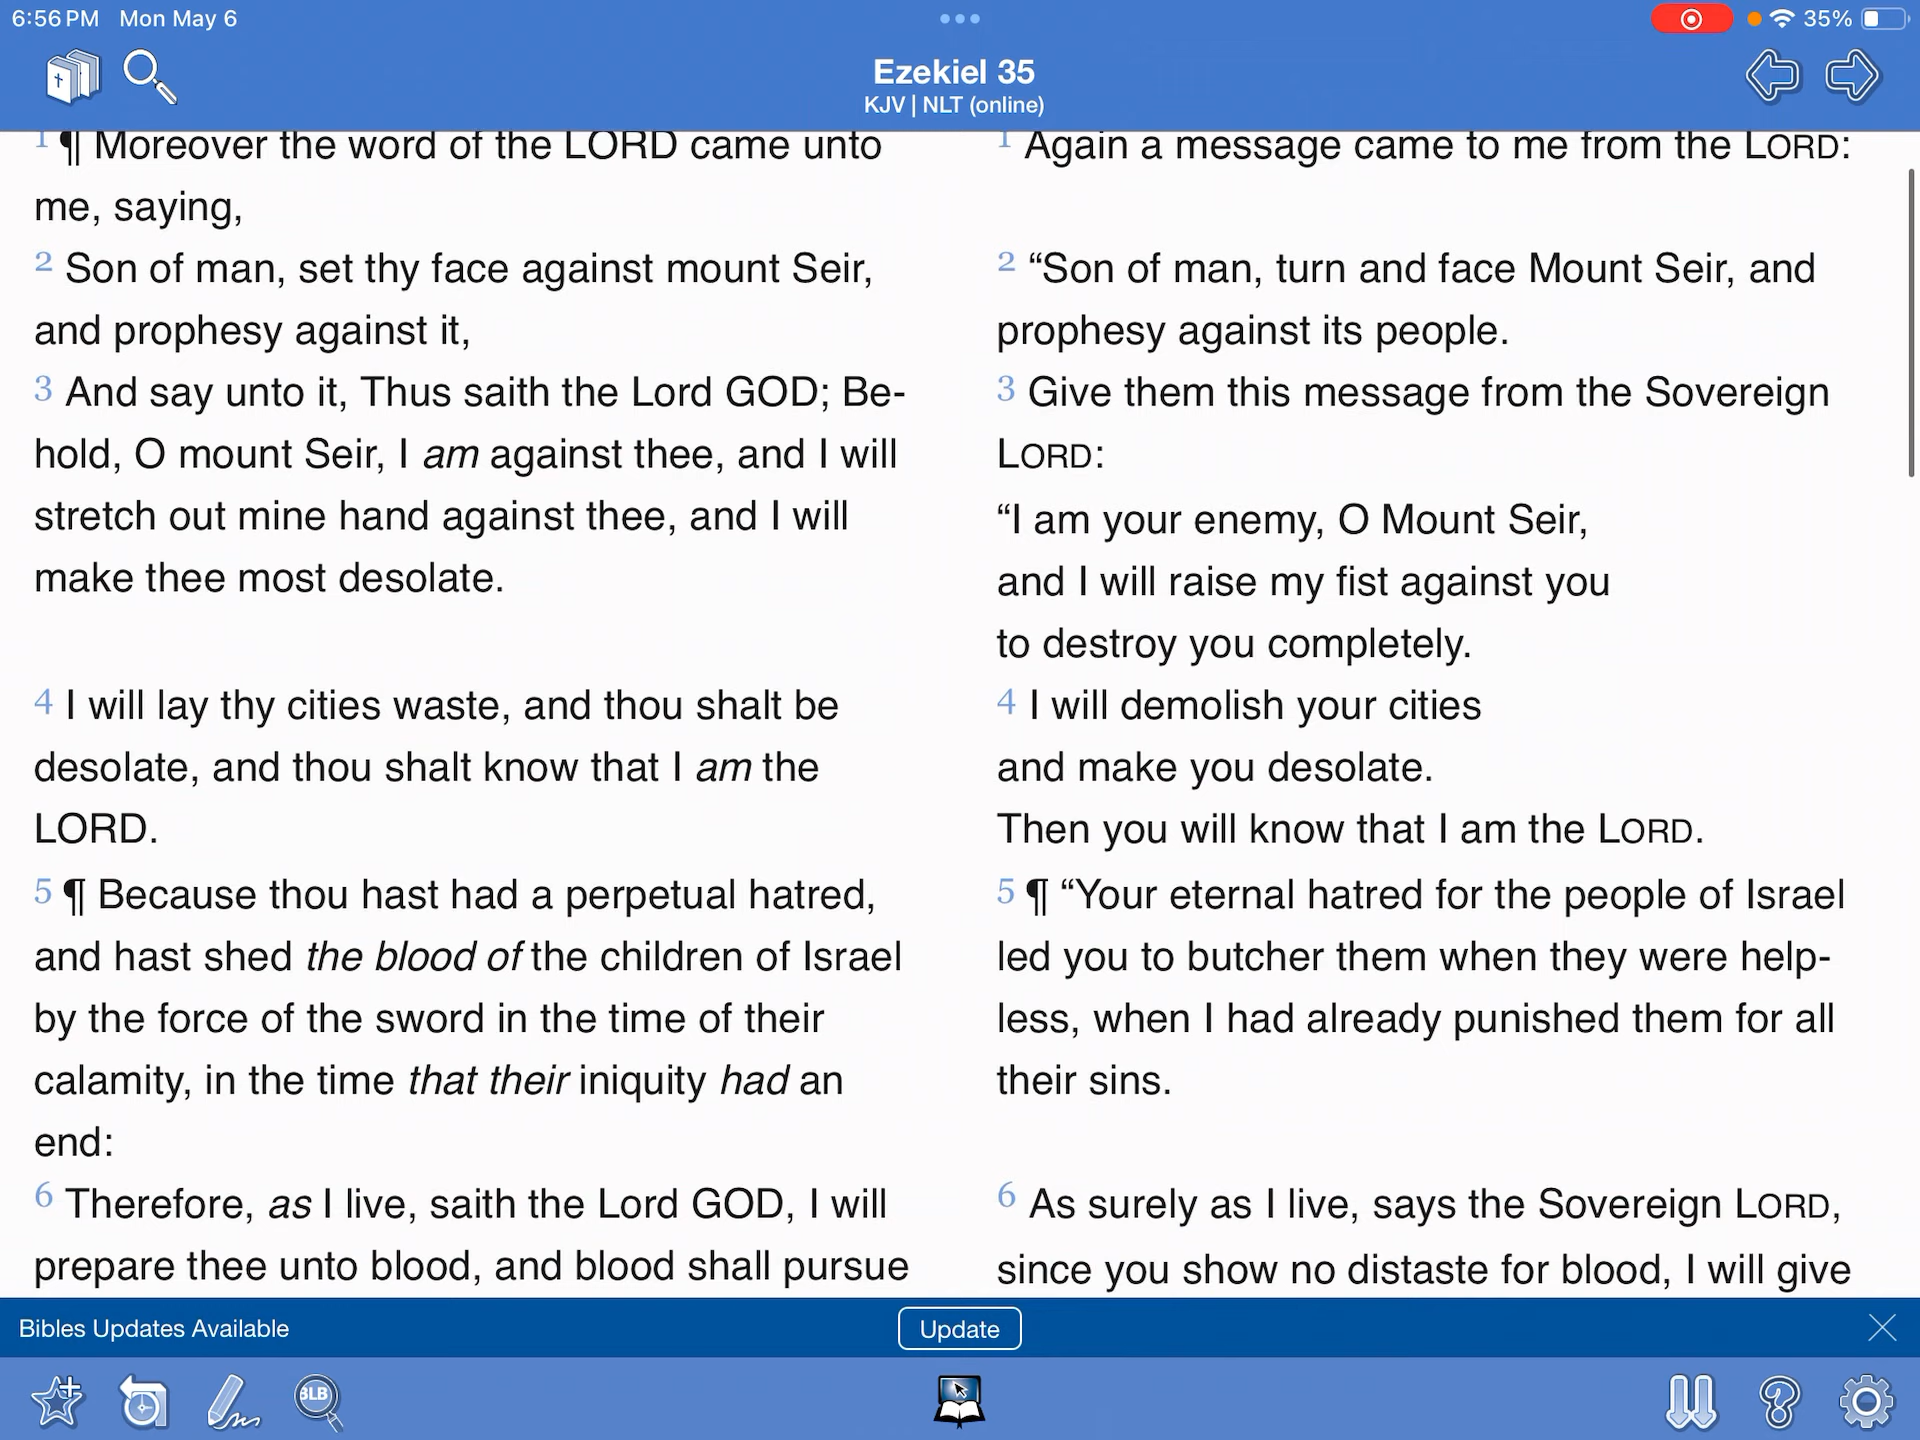 6:56 PM Mon May 6
35%
Ezekiel 35
KJV | NLT (online)
1 ¶ Moreover the word of the LORD came unto
me, saying,
2 Son of man, set thy face against mount Seir,
and prophesy against it,
3 And say unto it, Thus saith the Lord GOD; Be-
hold, O mount Seir, I am against thee, and I will
stretch out mine hand against thee, and I will
make thee most desolate.
4 I will lay thy cities waste, and thou shalt be
desolate, and thou shalt know that I am the
LORD.
5 ¶ Because thou hast had a perpetual hatred,
and hast shed the blood of the children of Israel
by the force of the sword in the time of their
calamity, in the time that their iniquity had an
end:
6 Therefore, as I live, saith the Lord GOD, I will
prepare thee unto blood, and blood shall pursue
1 Again a message came to me from the LORD:
2 “Son of man, turn and face Mount Seir, and
prophesy against its people.
3 Give them this message from the Sovereign
LORD:
“I am your enemy, O Mount Seir,
and I will raise my fist against you
to destroy you completely.
4 I will demolish your cities
and make you desolate.
Then you will know that I am the LORD.
5 ¶ “Your eternal hatred for the people of Israel
led you to butcher them when they were help-
less, when I had already punished them for all
their sins.
6 As surely as I live, says the Sovereign LORD,
since you show no distaste for blood, I will give
Bibles Updates Available
Update
BLB